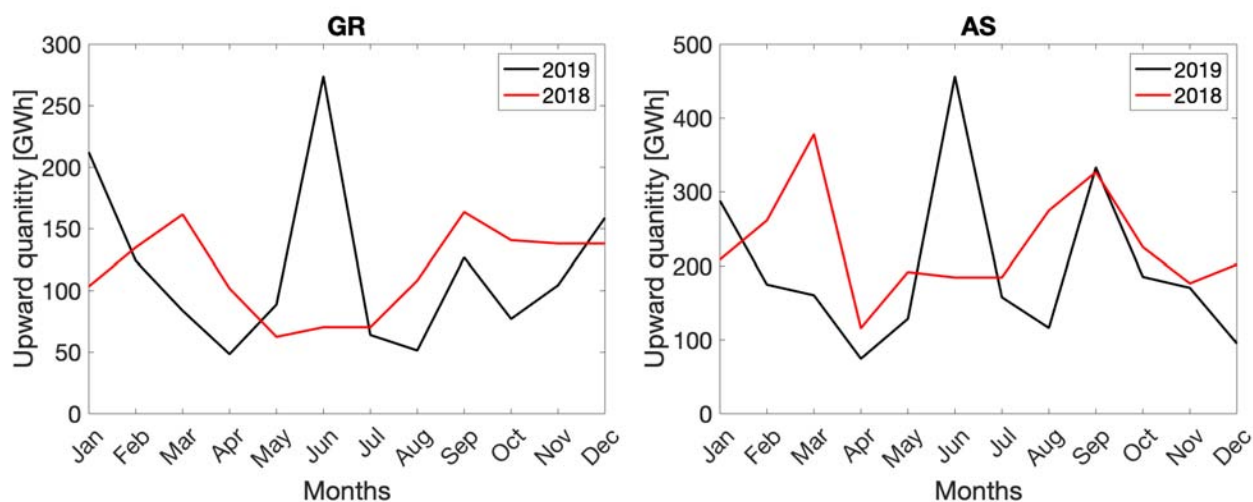 GR
300
250
200
150
100
50
0
Upward quanitity [GWh]
2019
2018
Jan Feb Mar Apr May Jun Jul Aug Sep Oct Nov Dec
Months
AS
500
400
300
200
100
0
Upward quanitity [GWh]
2019
2018
Jan Feb Mar Apr May Jun Jul Aug Sep Oct Nov Dec
Months